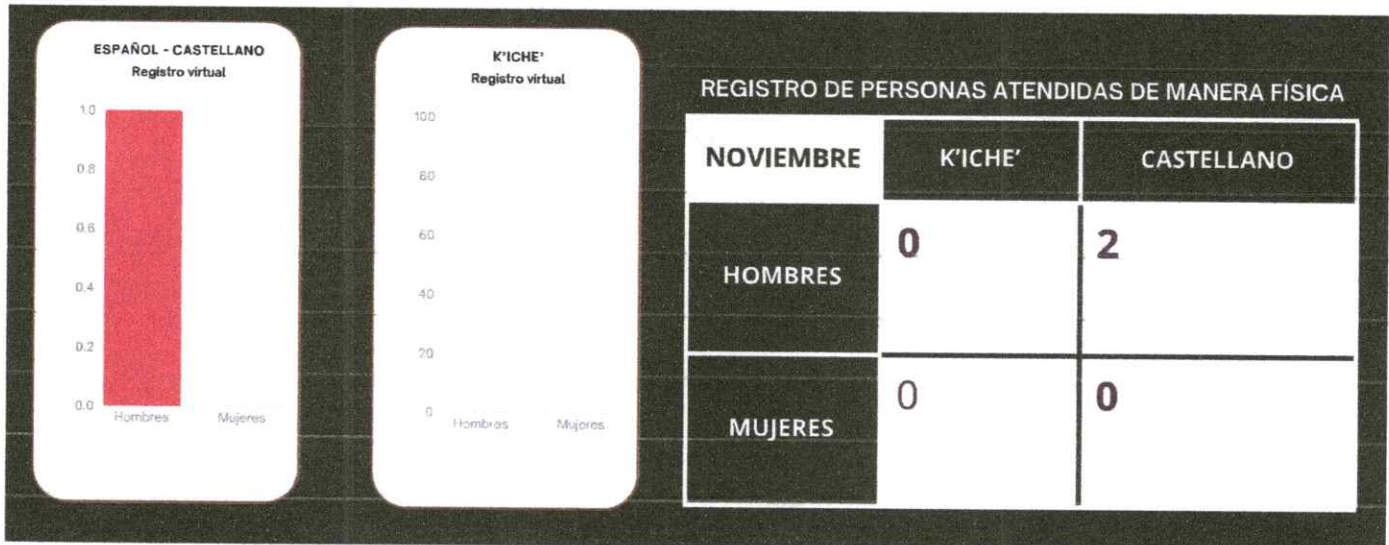 ESPAÑOL - CASTELLANO
Registro virtual
1.0
0.8
0.6
0.4
0.2
0.0
Hombres Mujeres
K'ICHE'
Registro virtual
100
80
60
40
20
0
Hombres Mujeres
REGISTRO DE PERSONAS ATENDIDAS DE MANERA FÍSICA
NOVIEMBRE K'ICHE' CASTELLANO
HOMBRES 0 2
MUJERES 0 0